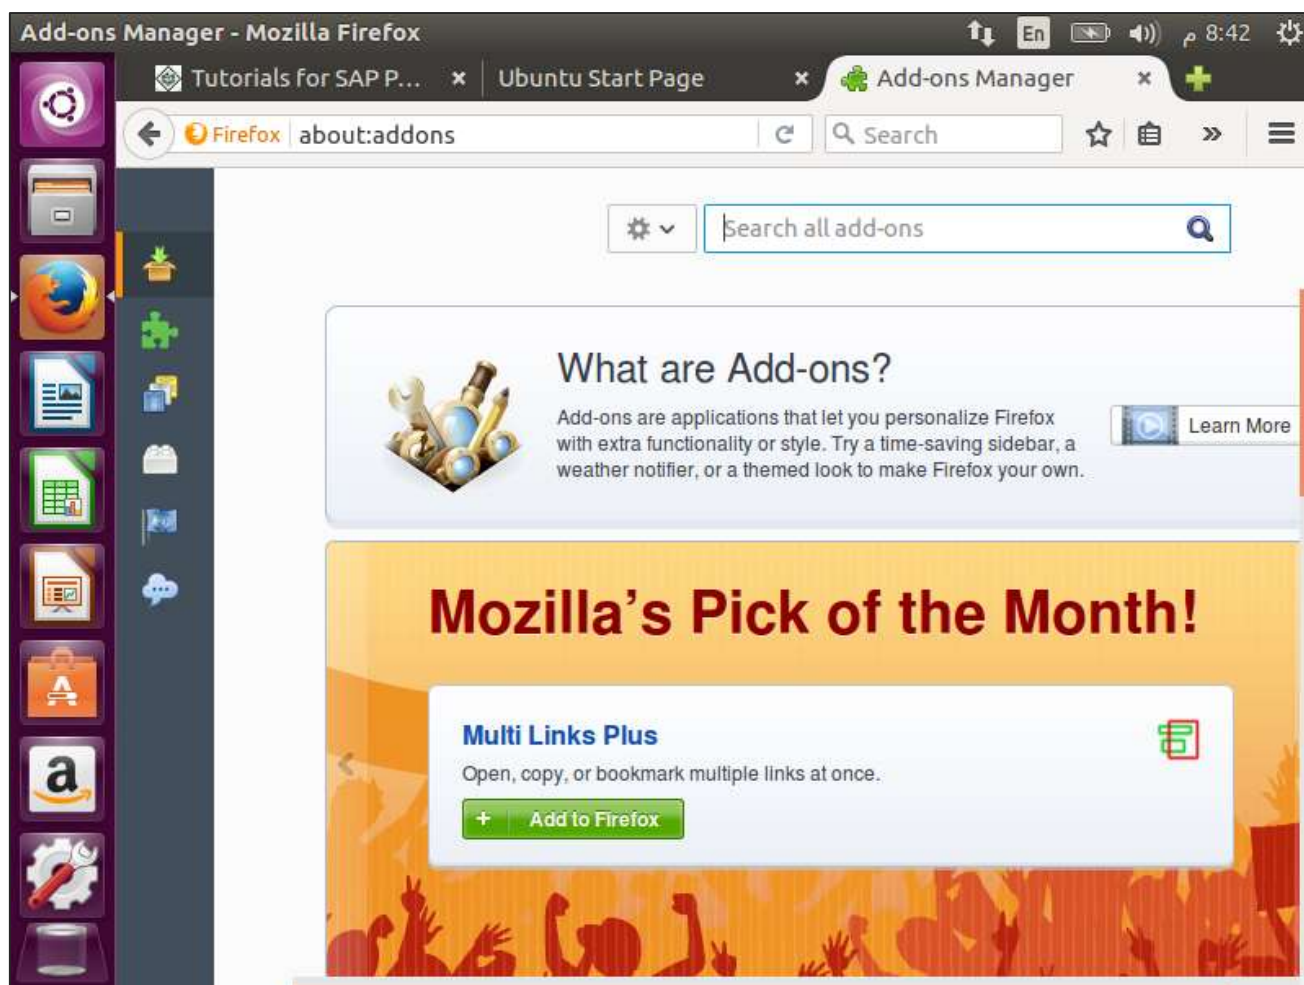 Add-ons Manager - Mozilla Firefox
En
م 8:42
Tutorials for SAP P...
Ubuntu Start Page
Add-ons Manager
Firefox
about:addons
Search
Search all add-ons
What are Add-ons?
Add-ons are applications that let you personalize Firefox
with extra functionality or style. Try a time-saving sidebar, a
weather notifier, or a themed look to make Firefox your own.
Learn More
Mozilla’s Pick of the Month!
Multi Links Plus
Open, copy, or bookmark multiple links at once.
+ Add to Firefox
A
a